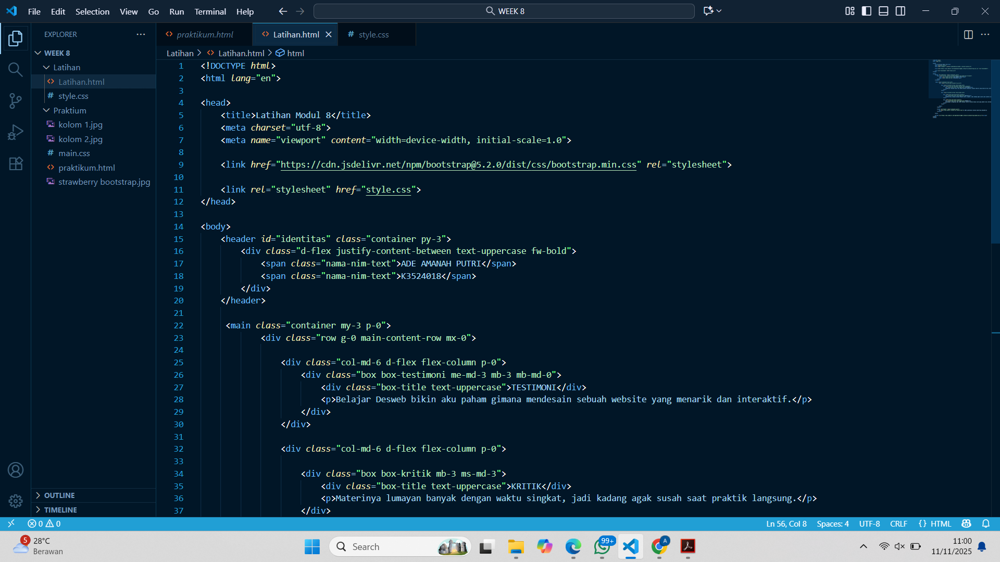 File Edit Selection View Go Run Terminal Help
WEEK 8
EXPLORER
WEEK 8
Latihan
Latihan.html
style.css
Praktium
kolom 1.jpg
kolom 2.jpg
main.css
praktikum.html
strawberry bootstrap.jpg
OUTLINE
TIMELINE
praktikum.html
Latihan.html
style.css
Latihan > Latihan.html > html
1 <!DOCTYPE html>
2 <html lang="en">
3
4 <head>
5 <title>Latihan Modul 8</title>
6 <meta charset="utf-8">
7 <meta name="viewport" content="width=device-width, initial-scale=1.0">
8
9 <link href="https://cdn.jsdelivr.net/npm/bootstrap@5.2.0/dist/css/bootstrap.min.css" rel="stylesheet">
10
11 <link rel="stylesheet" href="style.css">
12 </head>
13
14 <body>
15 <header id="identitas" class="container py-3">
16 <div class="d-flex justify-content-between text-uppercase fw-bold">
17 <span class="nama-nim-text">ADE AMANAH PUTRI</span>
18 <span class="nama-nim-text">K3524018</span>
19 </div>
20 </header>
21
22 <main class="container my-3 p-0">
23 <div class="row g-0 main-content-row mx-0">
24
25 <div class="col-md-6 d-flex flex-column p-0">
26 <div class="box box-testimoni me-md-3 mb-3 mb-md-0">
27 <div class="box-title text-uppercase">TESTIMONI</div>
28 <p>Belajar Desweb bikin aku paham gimana mendesain sebuah website yang menarik dan interaktif.</p>
29 </div>
30 </div>
31
32 <div class="col-md-6 d-flex flex-column p-0">
33
34 <div class="box box-kritik mb-3 ms-md-3">
35 <div class="box-title text-uppercase">KRITIK</div>
36 <p>Materinya lumayan banyak dengan waktu singkat, jadi kadang agak susah saat praktik langsung.</p>
37 </div>
0 0
Ln 56, Col 8 Spaces: 4 UTF-8 CRLF {} HTML
5
28°C
Berawan
Search
99+
A
11:00
11/11/2025